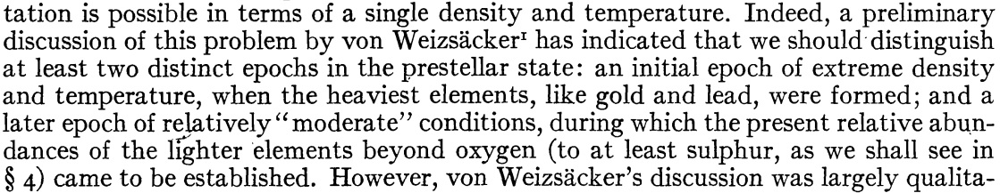 tation is possible in terms of a single density and temperature. Indeed, a preliminary
discussion of this problem by von Weizsäcker¹ has indicated that we should distinguish
at least two distinct epochs in the prestellar state: an initial epoch of extreme density
and temperature, when the heaviest elements, like gold and lead, were formed; and a
later epoch of relatively “moderate” conditions, during which the present relative abun-
dances of the lighter elements beyond oxygen (to at least sulphur, as we shall see in
§ 4) came to be established. However, von Weizsäcker’s discussion was largely qualita-